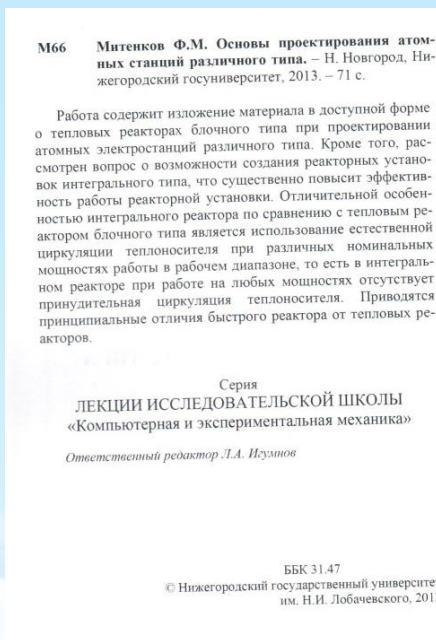 М66 Митенков Ф.М. Основы проектирования атом-
ных станций различного типа. – Н. Новгород, Ни-
жегородский госуниверситет, 2013. – 71 с.
Работа содержит изложение материала в доступной форме
о тепловых реакторах блочного типа при проектировании
атомных электростанций различного типа. Кроме того, рас-
смотрен вопрос о возможности создания реакторных устано-
вок интегрального типа, что существенно повысит эффектив-
ность работы реакторной установки. Отличительной особен-
ностью интегрального реактора по сравнению с тепловым ре-
актором блочного типа является использование естественной
циркуляции теплоносителя при различных номинальных
мощностях работы в рабочем диапазоне, то есть в интеграль-
ном реакторе при работе на любых мощностях отсутствует
принудительная циркуляция теплоносителя. Приводятся
принципиальные отличия быстрого реактора от тепловых ре-
акторов.
Серия
ЛЕКЦИИ ИССЛЕДОВАТЕЛЬСКОЙ ШКОЛЫ
«Компьютерная и экспериментальная механика»
Ответственный редактор Л.А. Игумнов
ББК 31.47
© Нижегородский государственный университет
им. Н.И. Лобачевского, 201